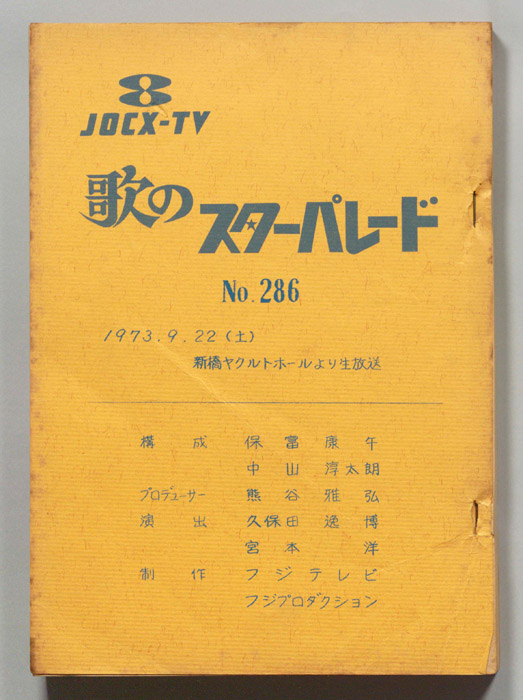 JOCX-TV
歌の
スターパレード
No. 286
1973.9.22(土)
新橋ヤクルトホールより生放送
構成 保富康午
中山淳太朗
プロデューサー 熊谷雅弘
演出 久保田逸博
宮本洋
制作 フジテレビ
フジプロダクション